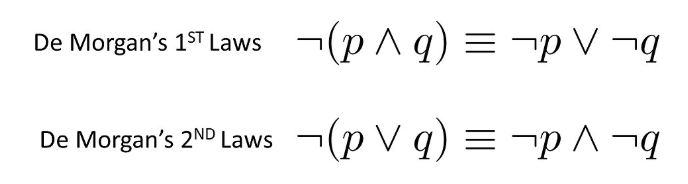 De Morgan's 1ST Laws ¬(p ∧ q) ≡ ¬p ∨ ¬q
De Morgan's 2ND Laws ¬(p ∨ q) ≡ ¬p ∧ ¬q